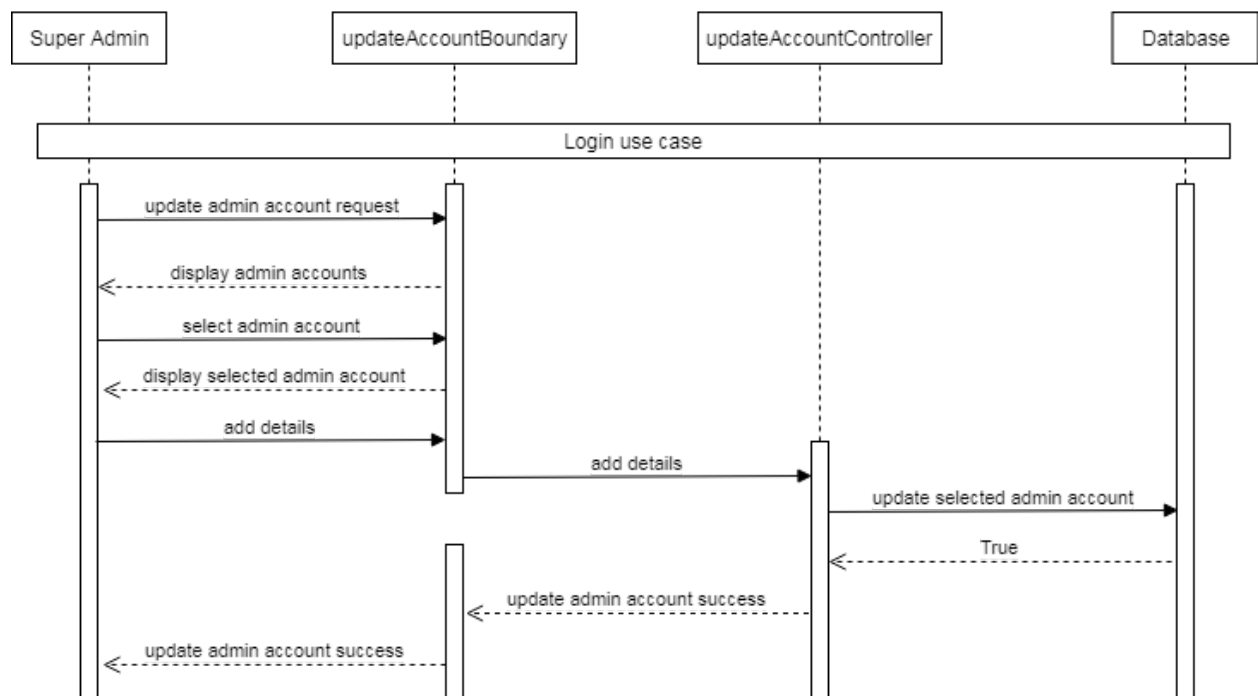 Super Admin
updateAccountBoundary
updateAccountController
Database
Login use case
update admin account request
display admin accounts
select admin account
display selected admin account
add details
add details
update selected admin account
True
update admin account success
update admin account success